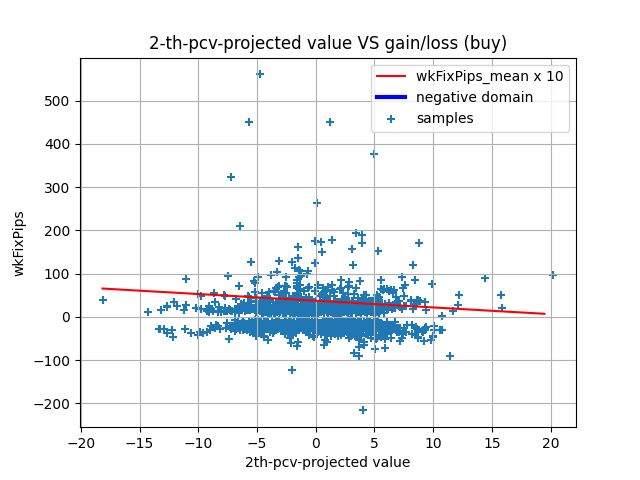 2-th-pcv-projected value VS gain/loss (buy)
wkFixPips_mean x 10
negative domain
samples
wkFixPips
500
400
300
200
100
0
−100
−200
−20
−15
−10
−5
0
5
10
15
20
2th-pcv-projected value